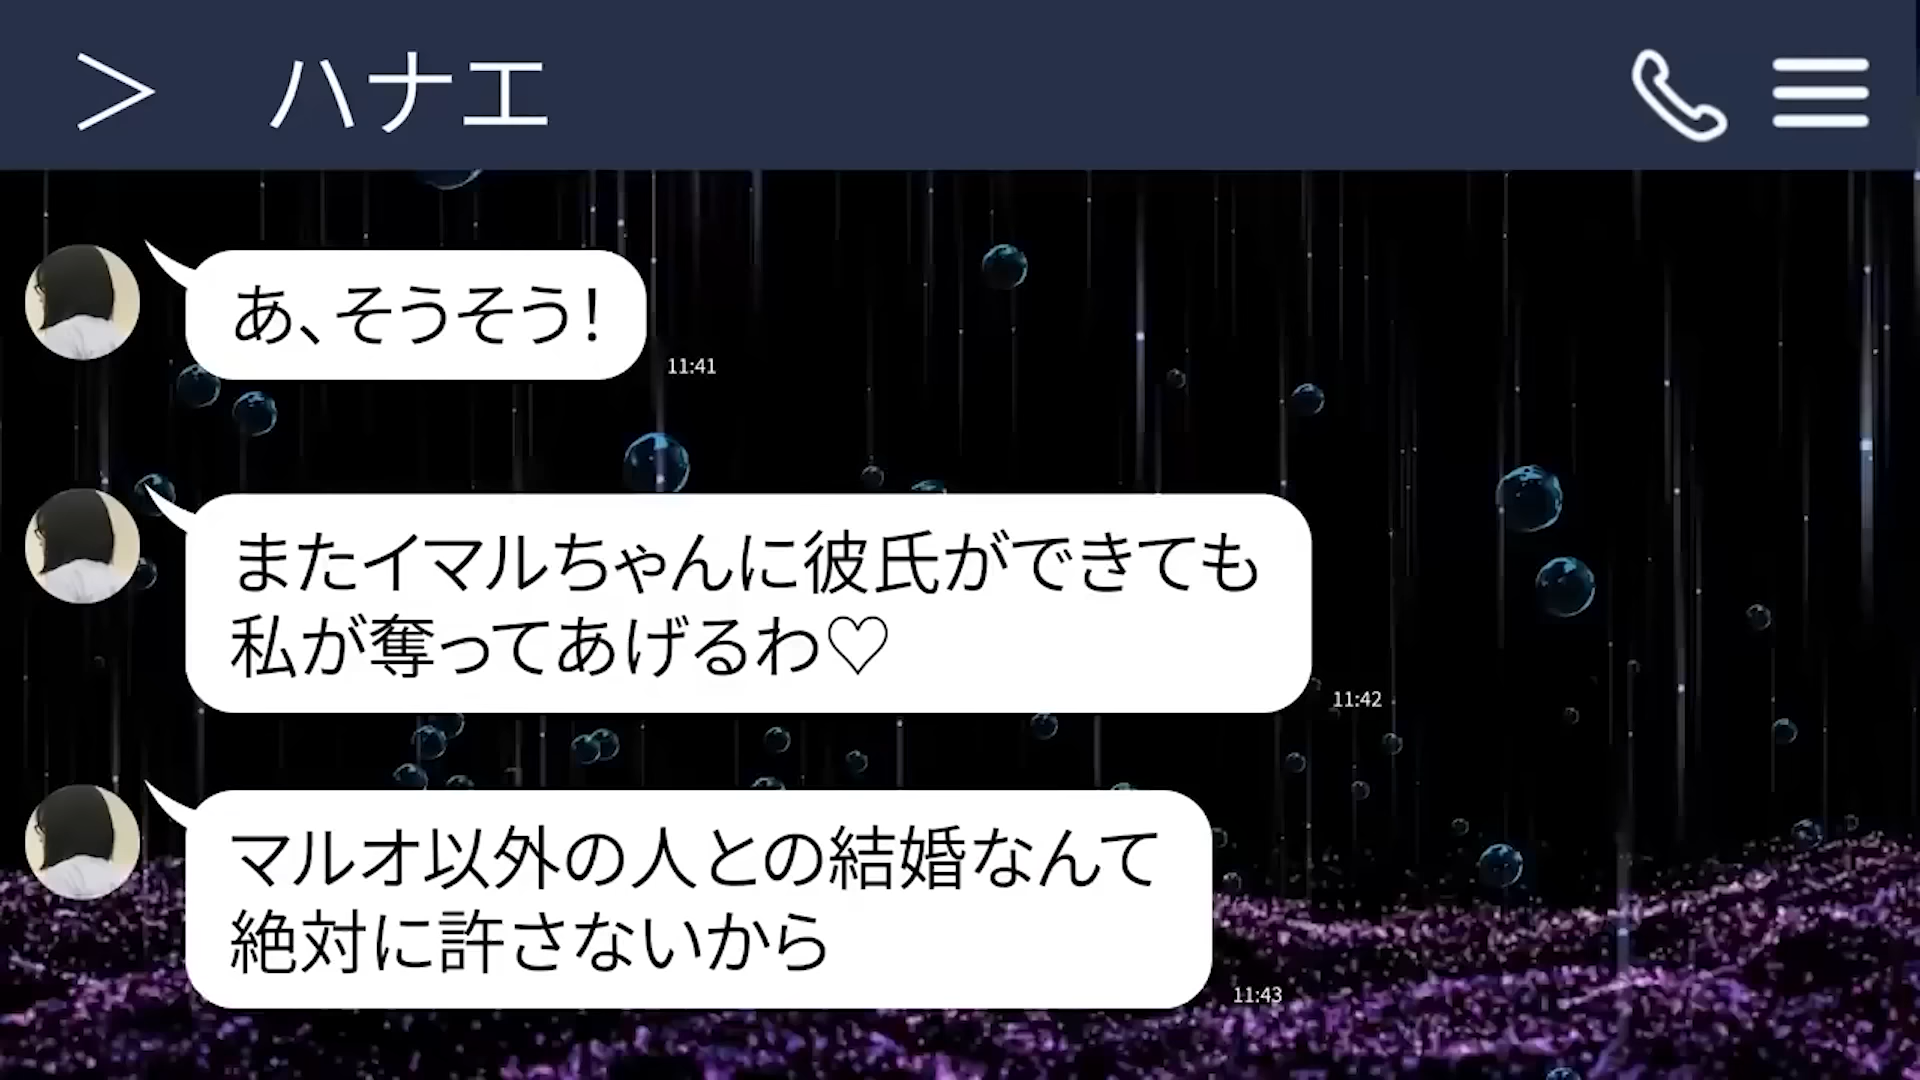 ＞ ハナエ
あ、そうそう！
11:41
またイマルちゃんに彼氏ができても
私が奪ってあげるわ♡
11:42
マルオ以外の人との結婚なんて
絶対に許さないから
11:43